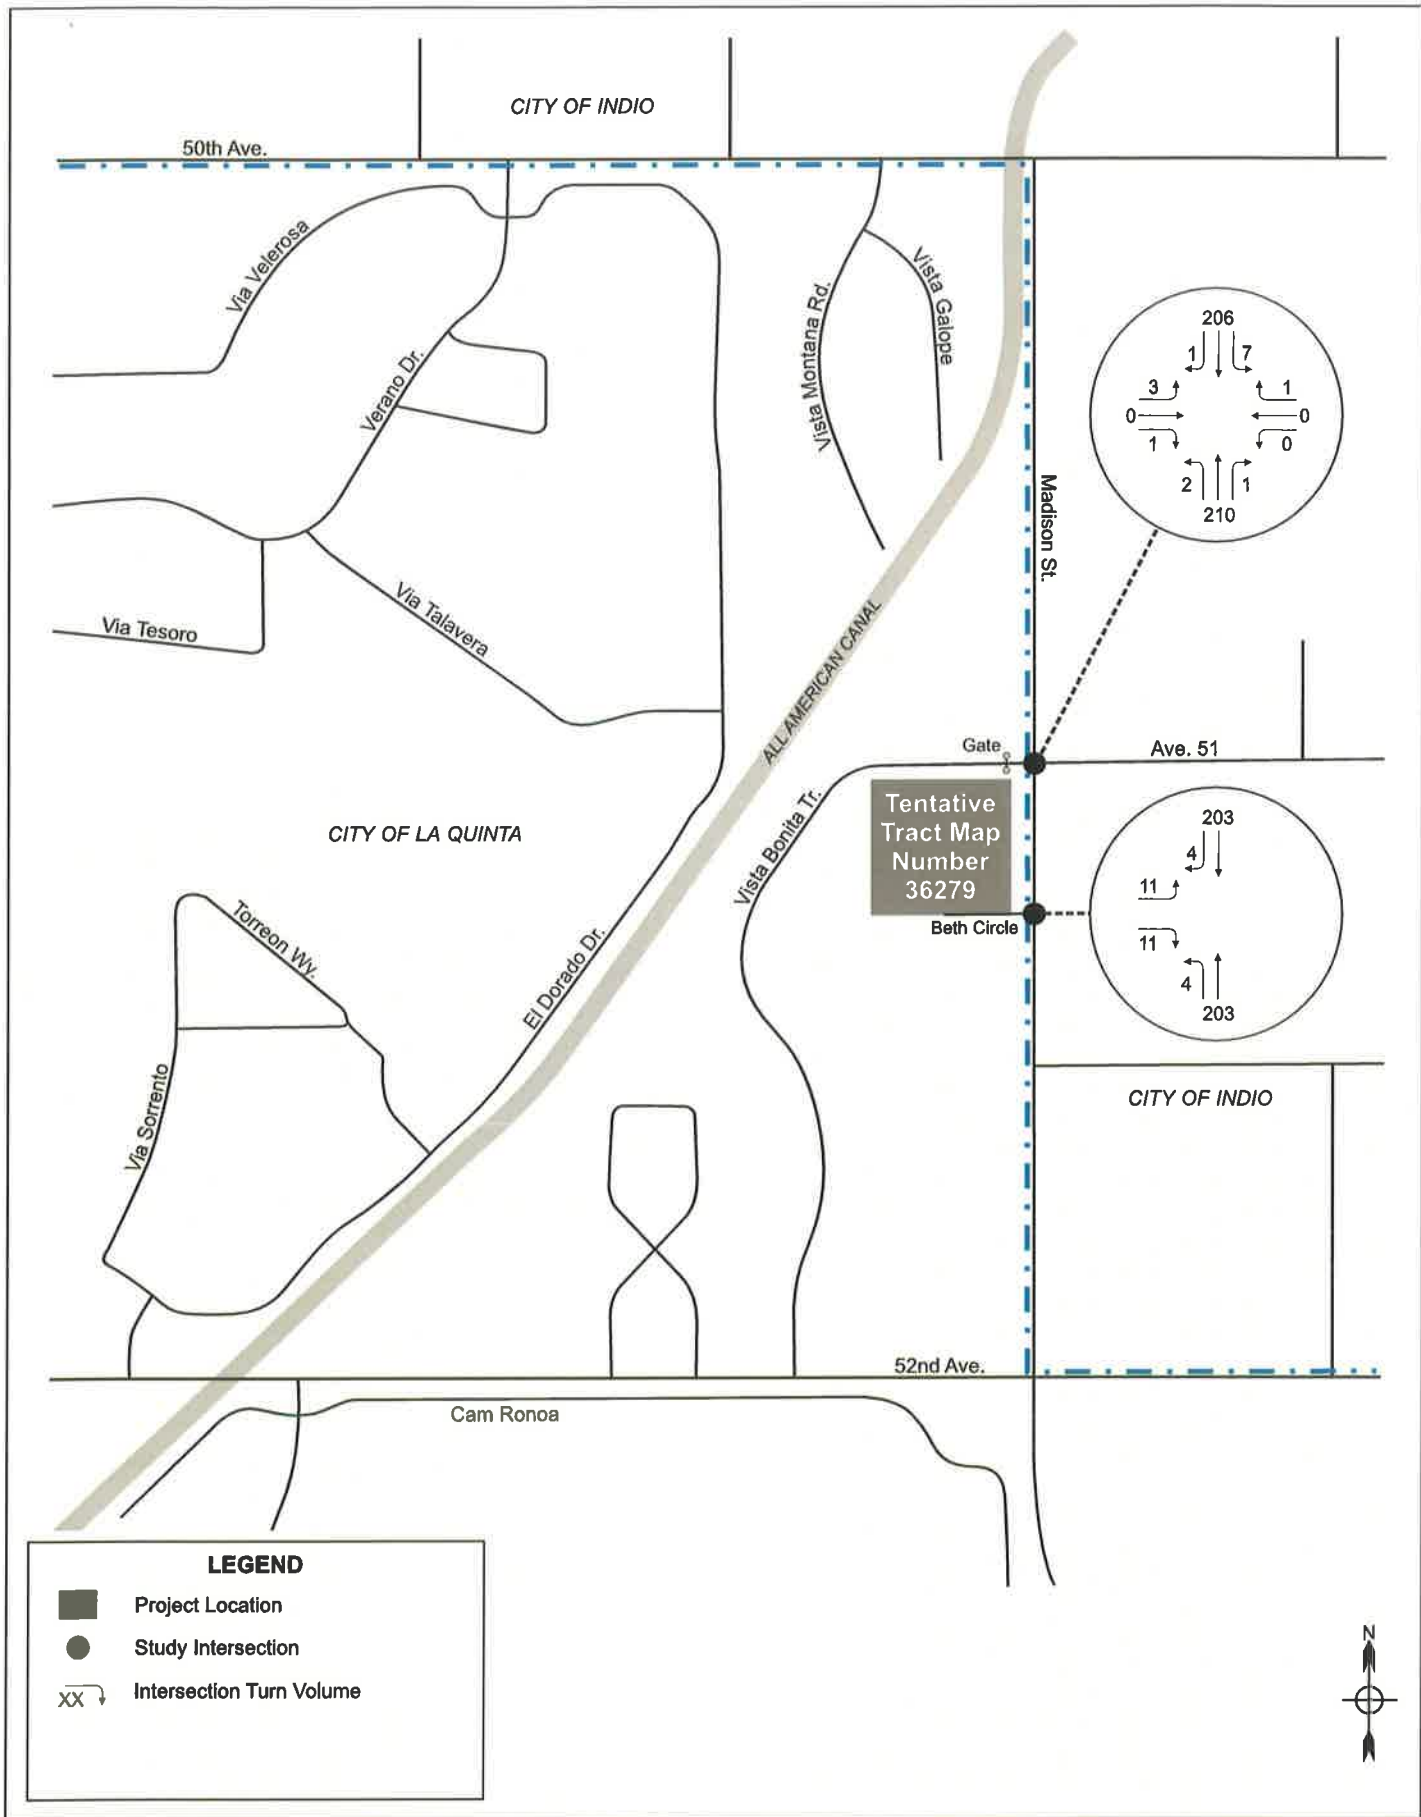 CITY OF INDIO
50th Ave.
Via Velerosa
Vista Galope
Vista Montana Rd.
Verano Dr.
206
1
7
3
1
0
0
1
0
2
1
210
Madison St.
Via Talavera
Via Tesoro
ALL AMERICAN CANAL
Gate
Ave. 51
Tentative
Tract Map
Number
36279
Vista Bonita Tr.
CITY OF LA QUINTA
203
4
11
11
4
203
Beth Circle
Torreon Wy.
El Dorado Dr.
Via Sorrento
CITY OF INDIO
52nd Ave.
Cam Ronoa
LEGEND
Project Location
Study Intersection
XX Intersection Turn Volume
N